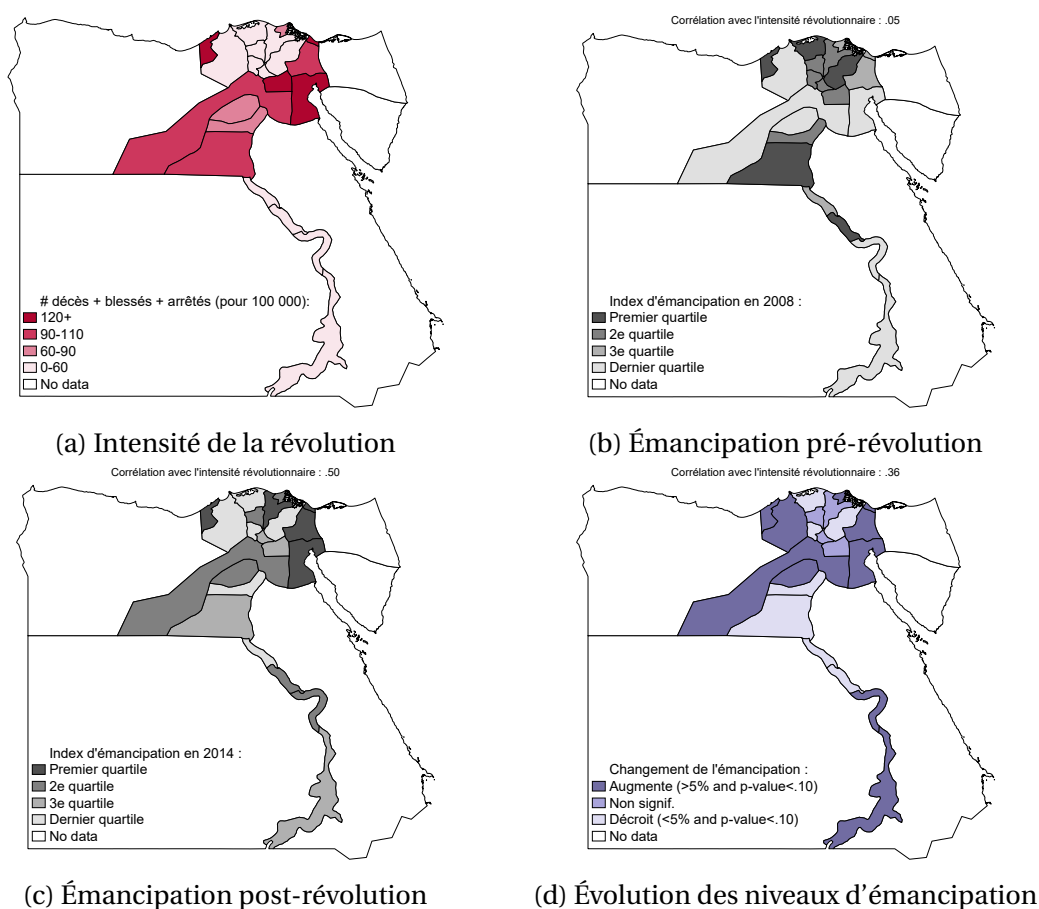 # décès + blessés + arrêtés (pour 100 000):
120+
90-110
60-90
0-60
No data
(a) Intensité de la révolution
Corrélation avec l'intensité révolutionnaire : .05
Index d'émancipation en 2008 :
Premier quartile
2e quartile
3e quartile
Dernier quartile
No data
(b) Émancipation pré-révolution
Corrélation avec l'intensité révolutionnaire : .50
Index d'émancipation en 2014 :
Premier quartile
2e quartile
3e quartile
Dernier quartile
No data
(c) Émancipation post-révolution
Corrélation avec l'intensité révolutionnaire : .36
Changement de l'émancipation :
Augmente (>5% and p-value<.10)
Non signif.
Décroit (<5% and p-value<.10)
No data
(d) Évolution des niveaux d'émancipation